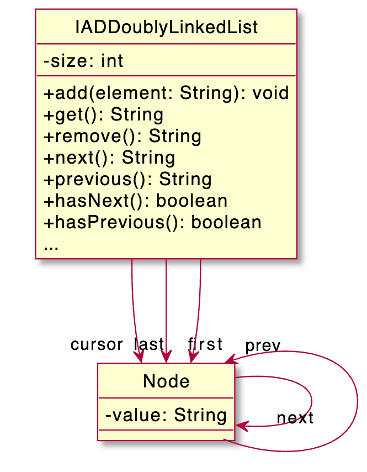 IADDoublyLinkedList
-size: int
+add(element: String): void
+get(): String
+remove(): String
+next(): String
+previous(): String
+hasNext(): boolean
+hasPrevious(): boolean
...
cursor last first prev
Node
-value: String
next